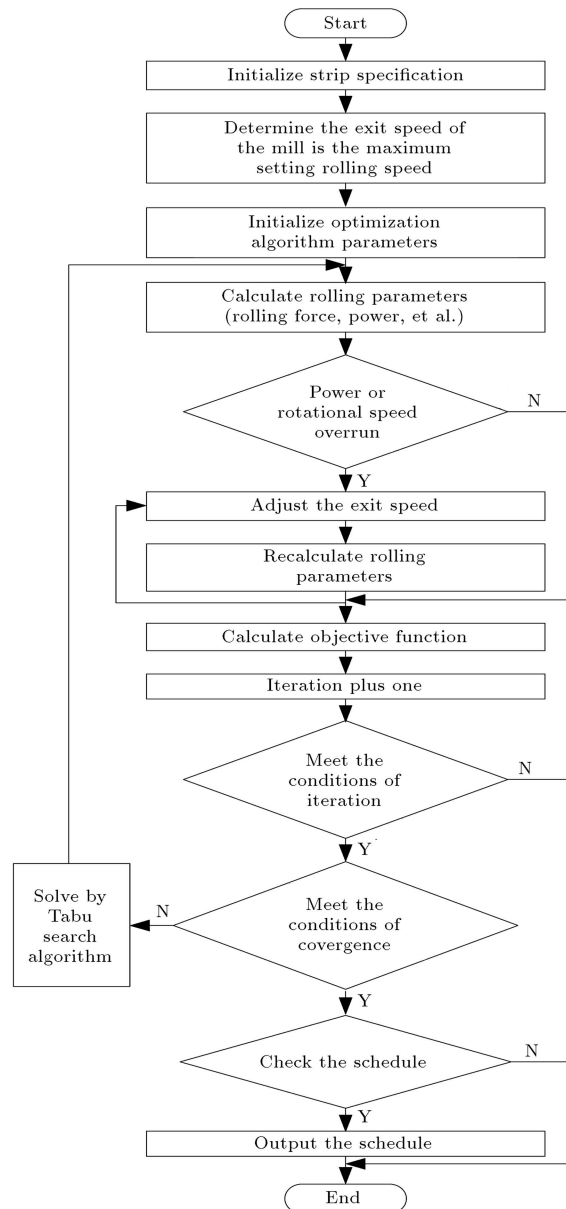 Start
Initialize strip specification
Determine the exit speed of
the mill is the maximum
setting rolling speed
Initialize optimization
algorithm parameters
Calculate rolling parameters
(rolling force, power, et al.)
Power or
rotational speed
overrun
N
Y
Adjust the exit speed
Recalculate rolling
parameters
Calculate objective function
Iteration plus one
Meet the
conditions of
iteration
N
Y
Meet the
conditions of
covergence
N
Solve by
Tabu
search
algorithm
Y
Check the schedule
N
Y
Output the schedule
End